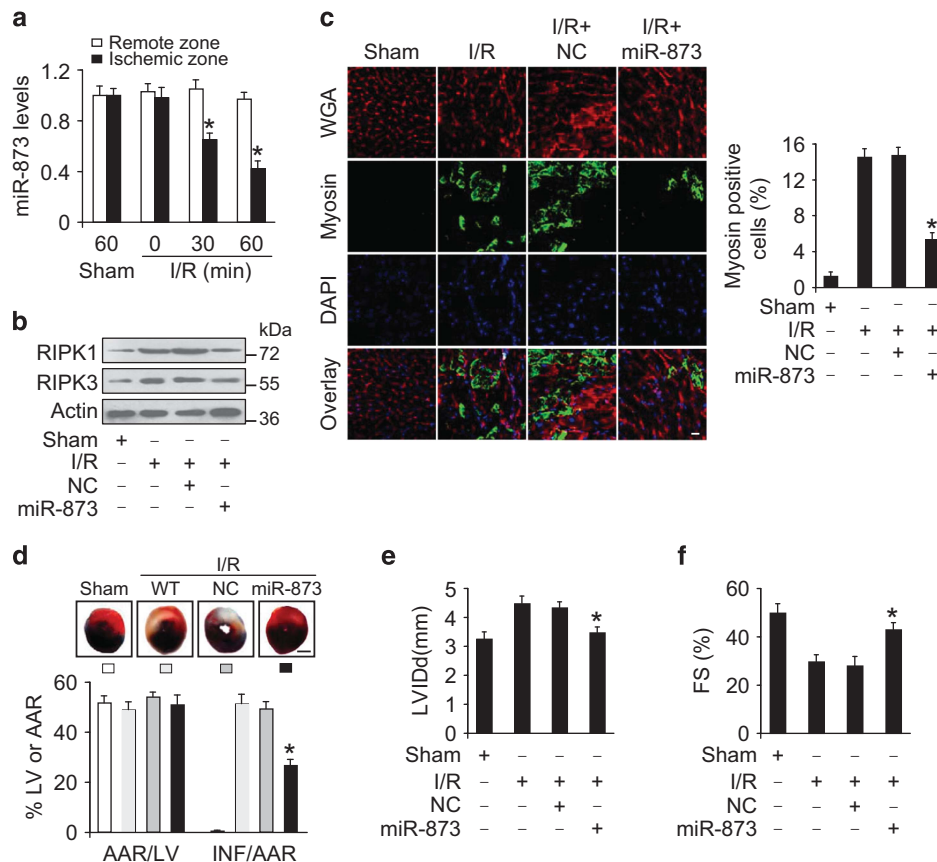 a
Remote zone
Ischemic zone
miR-873 levels
1.2
0.8
0.4
0
*
*
60 0 30 60
Sham I/R (min)
b
kDa
RIPK1 72
RIPK3 55
Actin 36
Sham + – – –
I/R – + + +
NC – – + –
miR-873 – – – +
c
Sham I/R I/R+ NC I/R+ miR-873
WGA
Myosin
DAPI
Overlay
Myosin positive cells (%)
16
12
8
4
0
*
Sham + – – –
I/R – + + +
NC – – + –
miR-873 – – – +
d
I/R
Sham WT NC miR-873
% LV or AAR
60
40
20
0
*
AAR/LV INF/AAR
e
LVIDd(mm)
5
4
3
2
1
0
*
Sham + – – –
I/R – + + +
NC – – + –
miR-873 – – – +
f
FS (%)
60
40
20
0
*
Sham + – – –
I/R – + + +
NC – – + –
miR-873 – – – +